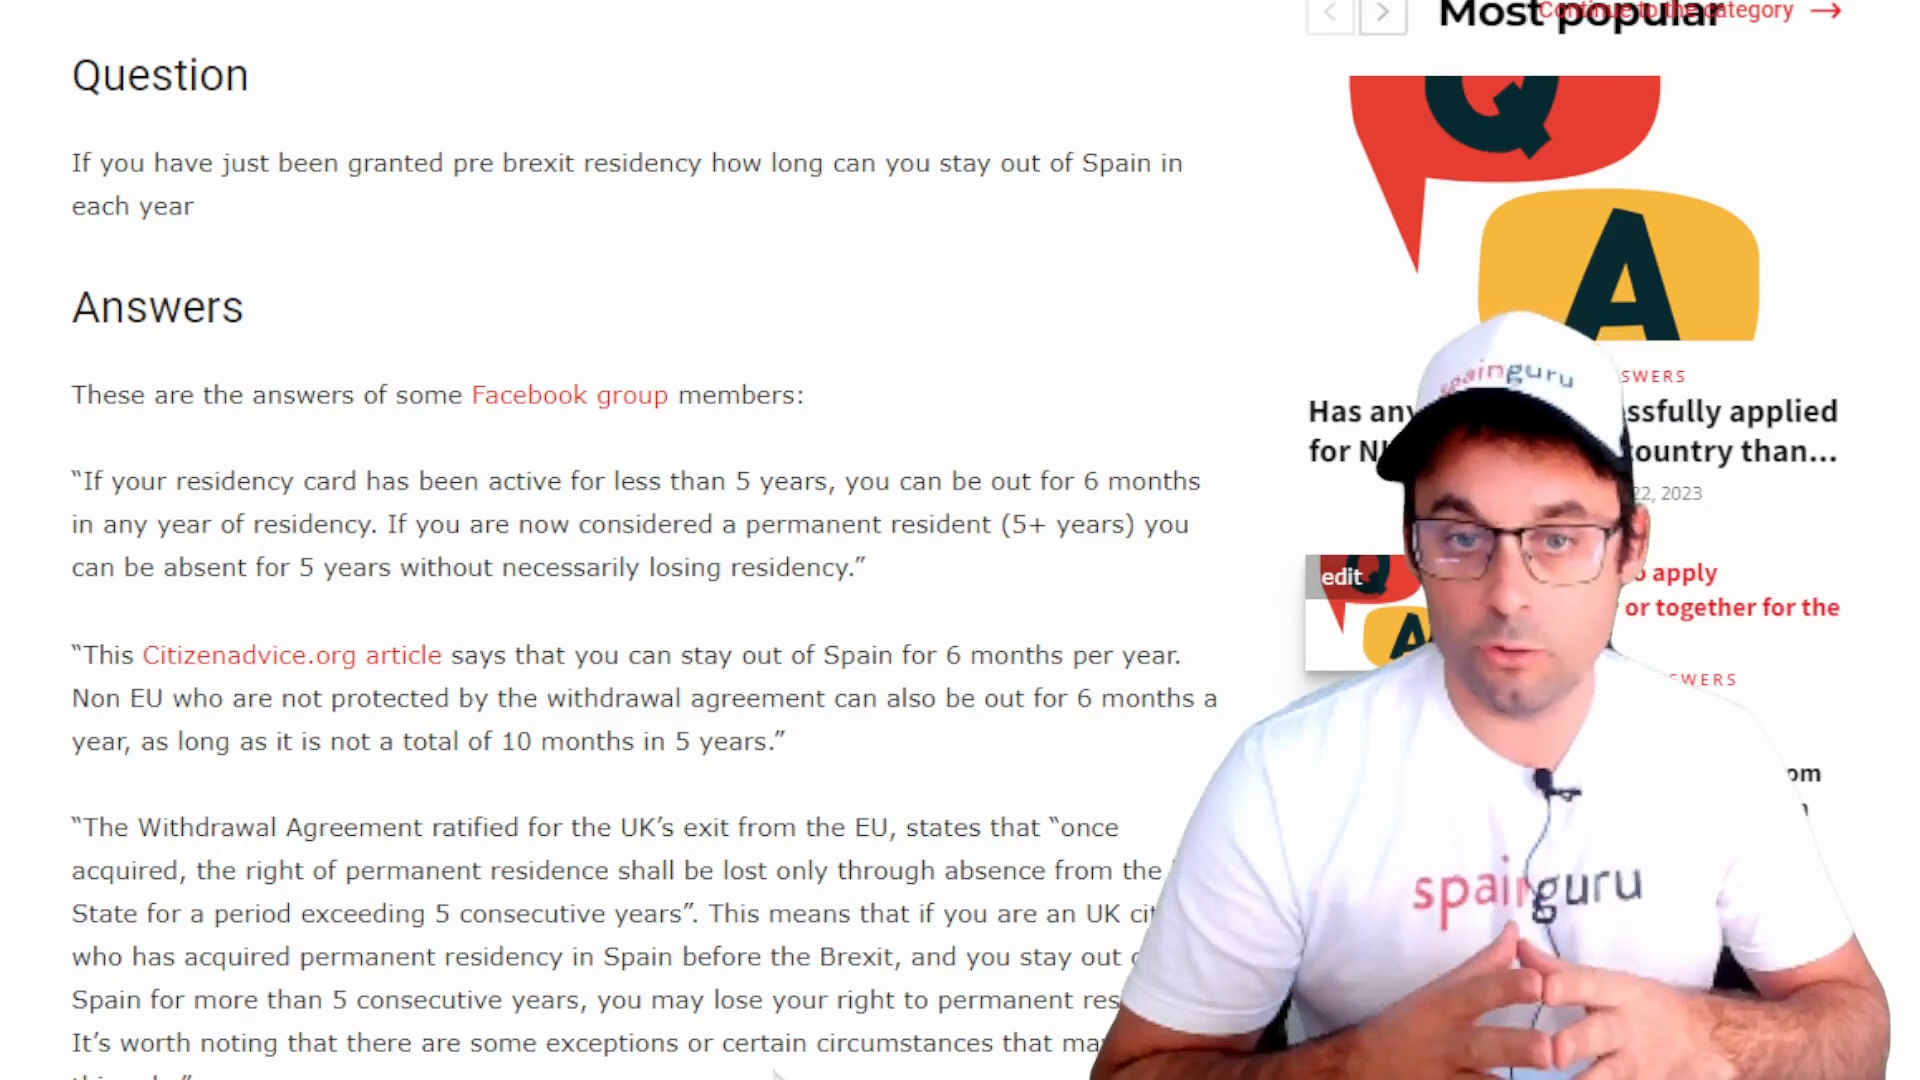 Question
If you have just been granted pre brexit residency how long can you stay out of Spain in
each year
Answers
These are the answers of some Facebook group members:
“If your residency card has been active for less than 5 years, you can be out for 6 months
in any year of residency. If you are now considered a permanent resident (5+ years) you
can be absent for 5 years without necessarily losing residency.”
“This Citizenadvice.org article says that you can stay out of Spain for 6 months per year.
Non EU who are not protected by the withdrawal agreement can also be out for 6 months a
year, as long as it is not a total of 10 months in 5 years.”
“The Withdrawal Agreement ratified for the UK’s exit from the EU, states that “once
acquired, the right of permanent residence shall be lost only through absence from the
State for a period exceeding 5 consecutive years”. This means that if you are an UK
who has acquired permanent residency in Spain before the Brexit, and you stay out
Spain for more than 5 consecutive years, you may lose your right to permanent
It’s worth noting that there are some exceptions or certain circumstances that
Most popular
Continue to the category
Q
A
SWERS
Has any ssfully applied
for ountry than...
22, 2023
edit
apply
or together for the
WERS
om
spainguru
spainguru